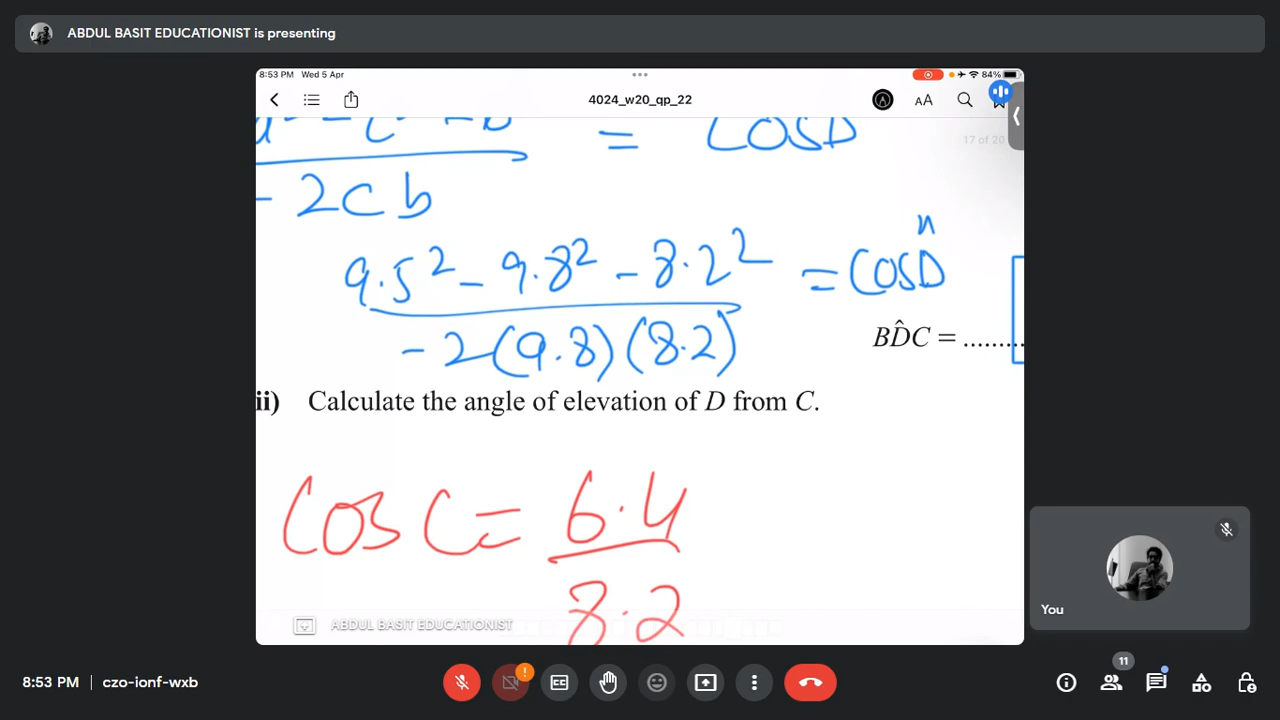 ABDUL BASIT EDUCATIONIST is presenting
8:53 PM Wed 5 Apr
84%
4024_w20_qp_22
AA
17 of 20
= COSD
- 2cb
9.5² - 9.8² - 8.2² = COSD̂
- 2(9.8)(8.2)
BD̂C = ........
ii) Calculate the angle of elevation of D from C.
COS C = 6.4
8.2
ABDUL BASIT EDUCATIONIST
You
8:53 PM | czo-ionf-wxb
CC
11